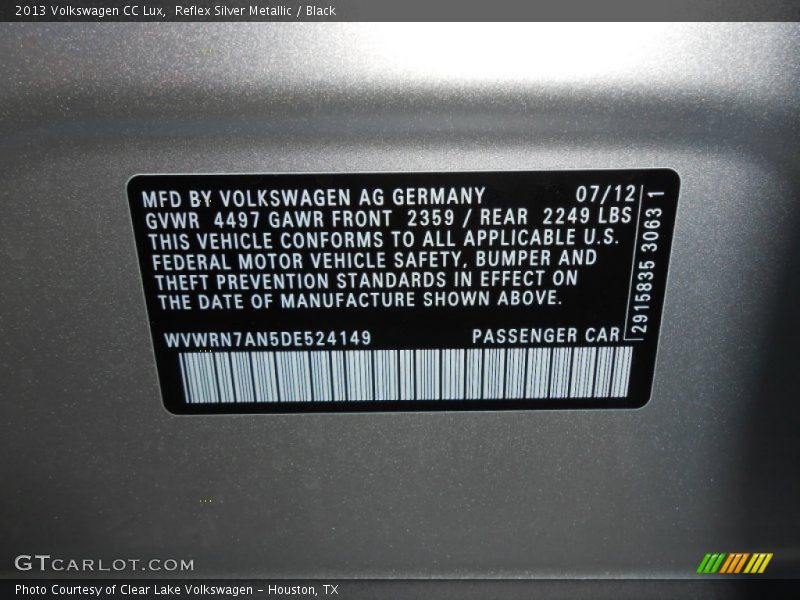 2013 Volkswagen CC Lux,  Reflex Silver Metallic / Black
MFD BY VOLKSWAGEN AG GERMANY 07/12
GVWR 4497 GAWR FRONT 2359 / REAR 2249 LBS
THIS VEHICLE CONFORMS TO ALL APPLICABLE U.S.
FEDERAL MOTOR VEHICLE SAFETY, BUMPER AND
THEFT PREVENTION STANDARDS IN EFFECT ON
THE DATE OF MANUFACTURE SHOWN ABOVE.
WVWRN7AN5DE524149 PASSENGER CAR
2915835 3063 1
GTCARLOT.COM
Photo Courtesy of Clear Lake Volkswagen – Houston, TX